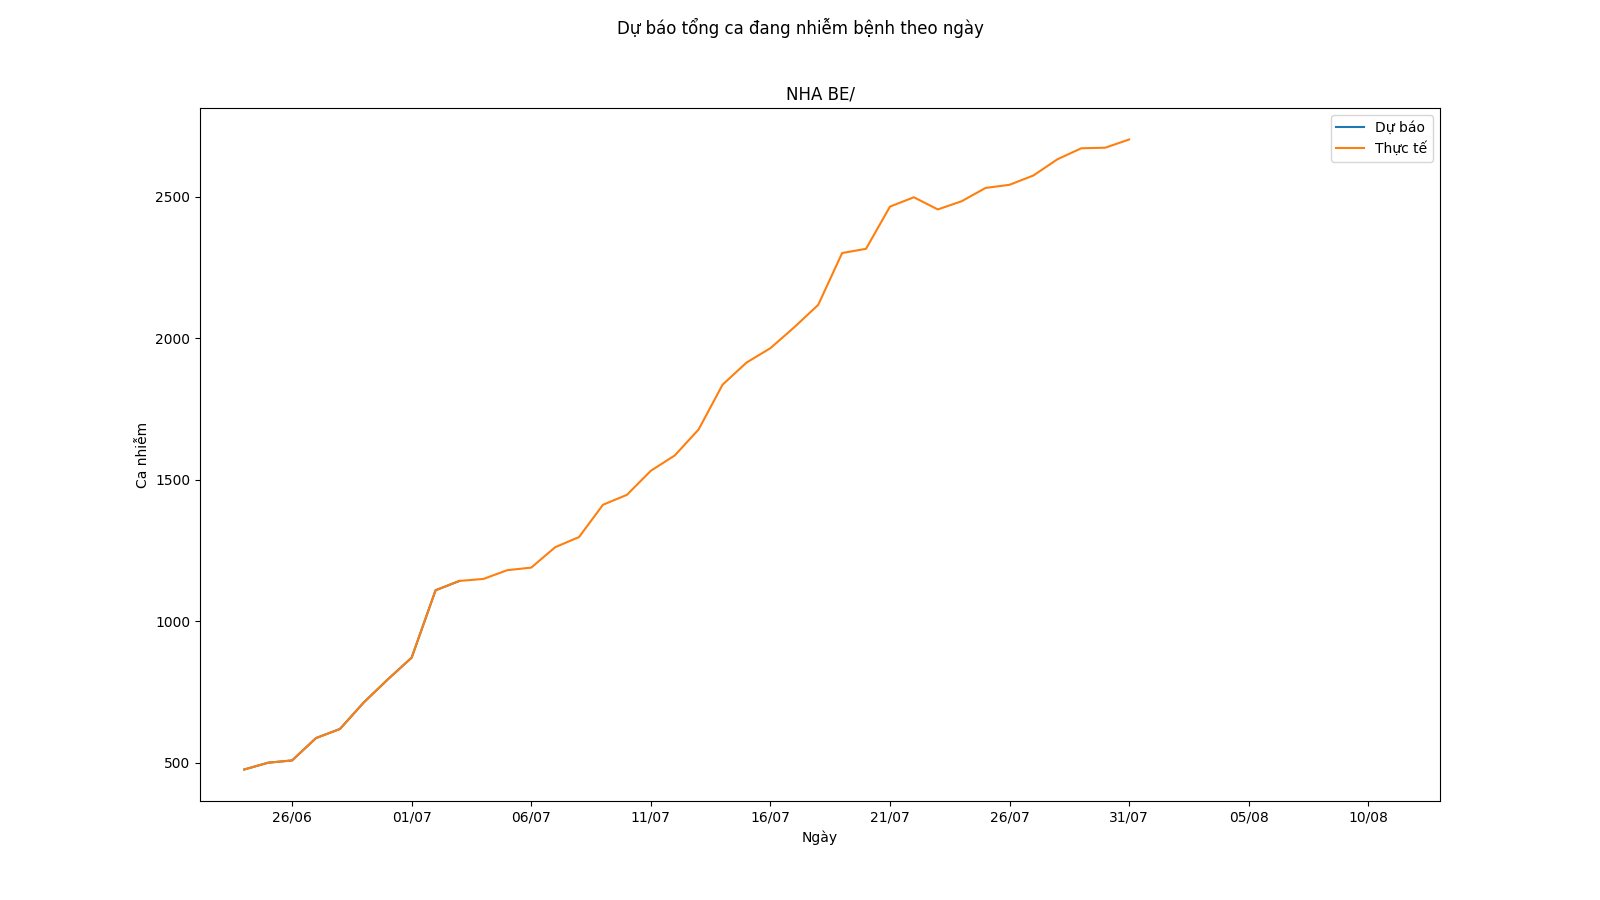 Dự báo tổng ca đang nhiễm bệnh theo ngày
NHA BE/
Dự báo
Thực tế
2500
2000
1500
1000
500
Ca nhiễm
26/06 01/07 06/07 11/07 16/07 21/07 26/07 31/07 05/08 10/08
Ngày